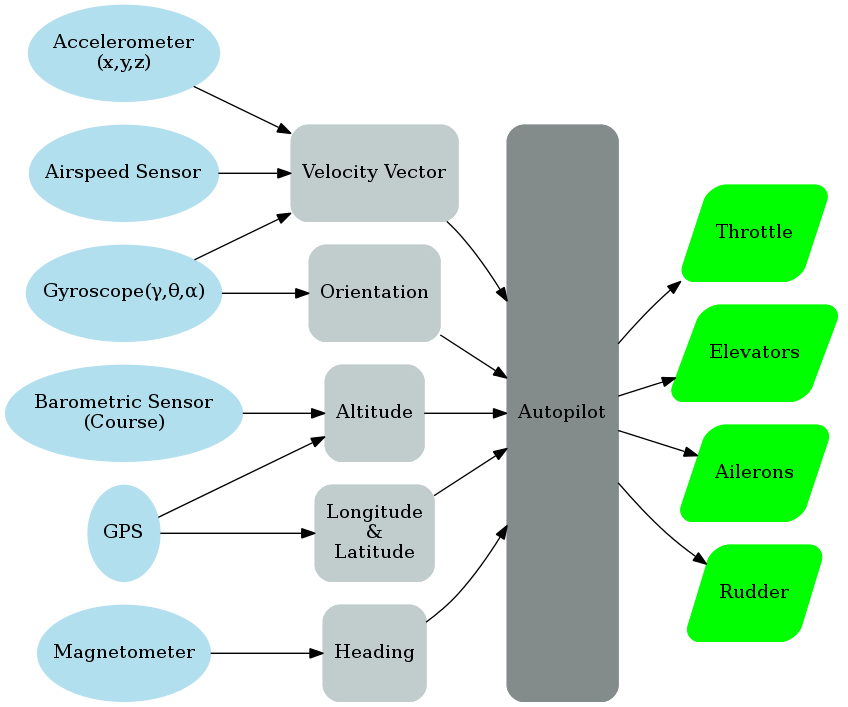 Accelerometer
(x,y,z)
Airspeed Sensor
Velocity Vector
Throttle
Gyroscope(γ,θ,α)
Orientation
Elevators
Barometric Sensor
(Course)
Altitude
Autopilot
Ailerons
GPS
Longitude
&
Latitude
Rudder
Magnetometer
Heading